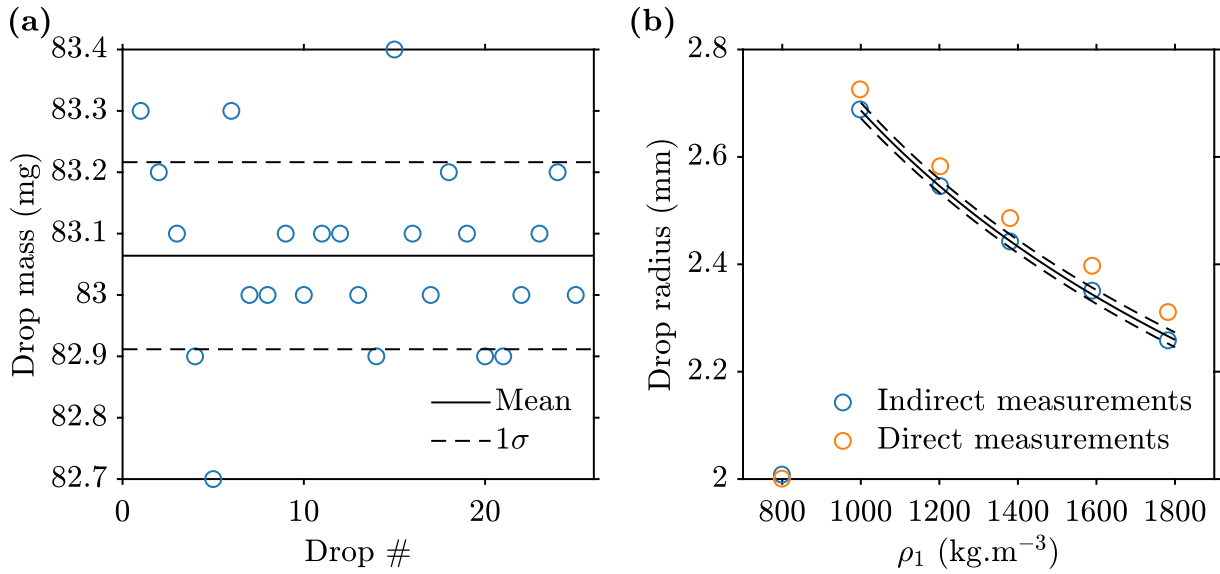 (a)
83.4
83.3
83.2
83.1
83
82.9
82.8
82.7
Drop mass (mg)
0
10
20
Drop #
Mean
1σ
(b)
2.8
2.6
2.4
2.2
2
Drop radius (mm)
800
1000
1200
1400
1600
1800
ρ₁ (kg.m⁻³)
Indirect measurements
Direct measurements